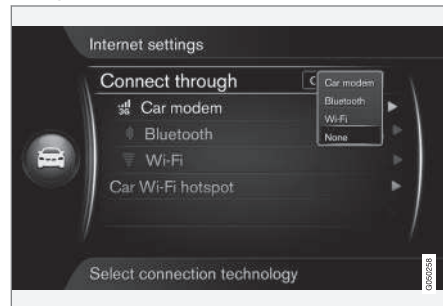 Internet settings
Connect through
Car modem
Bluetooth
Wi-Fi
None
3G Car modem
Bluetooth
Wi-Fi
Car Wi-Fi hotspot
Select connection technology
G050258